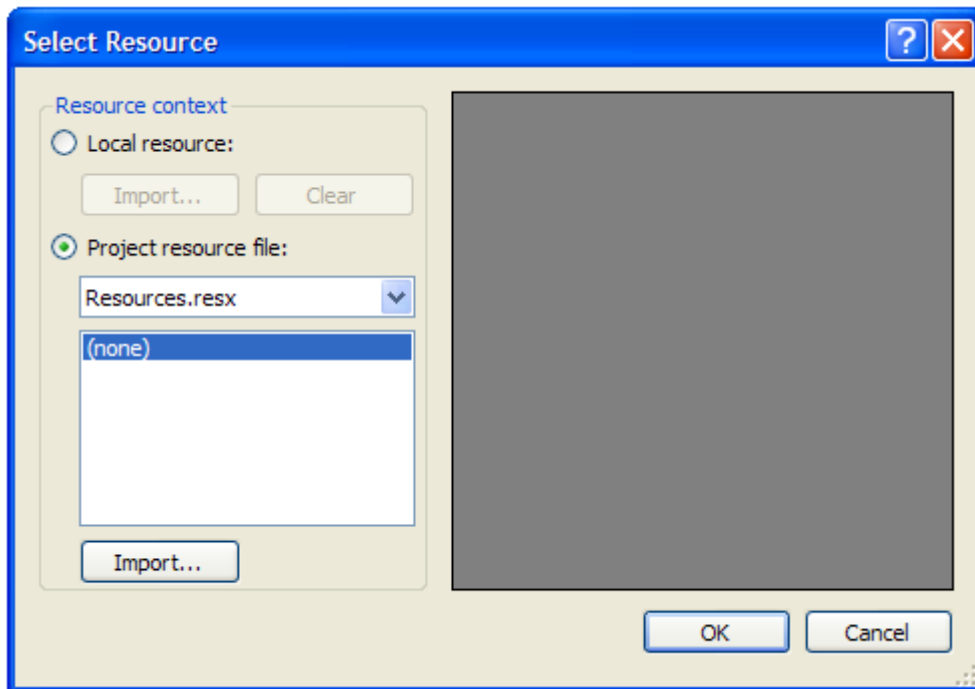 Select Resource
Resource context
Local resource:
Import... Clear
Project resource file:
Resources.resx
(none)
Import...
OK Cancel